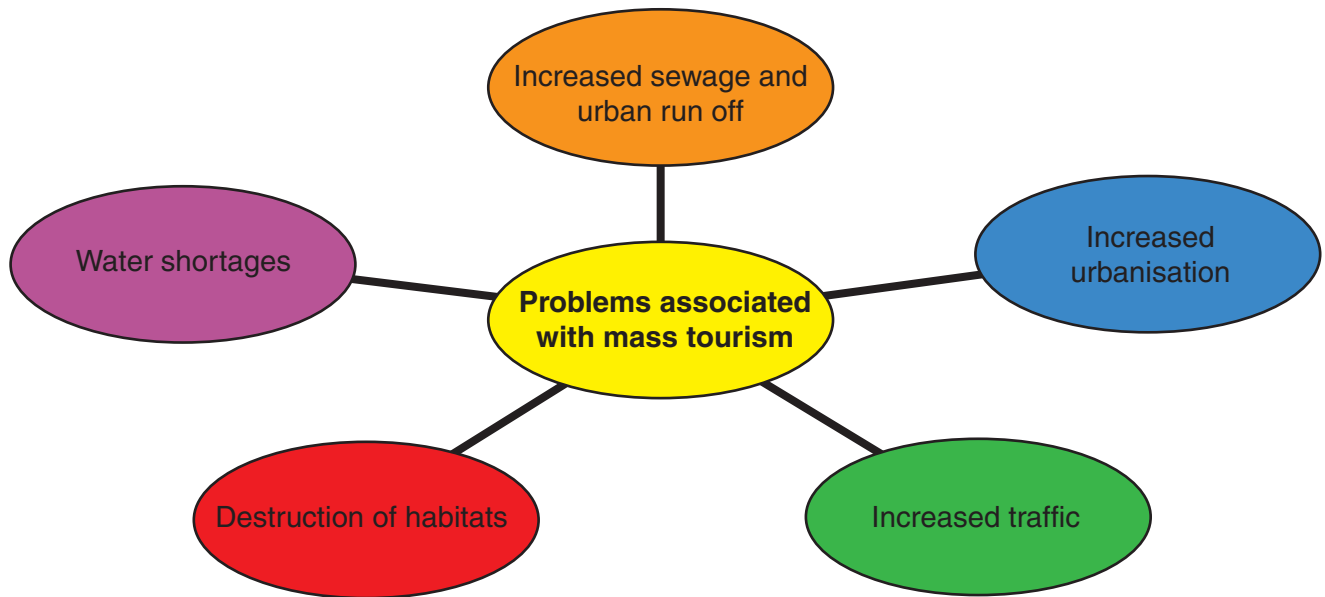 Increased sewage and
urban run off
Water shortages
Increased
urbanisation
Problems associated
with mass tourism
Destruction of habitats
Increased traffic